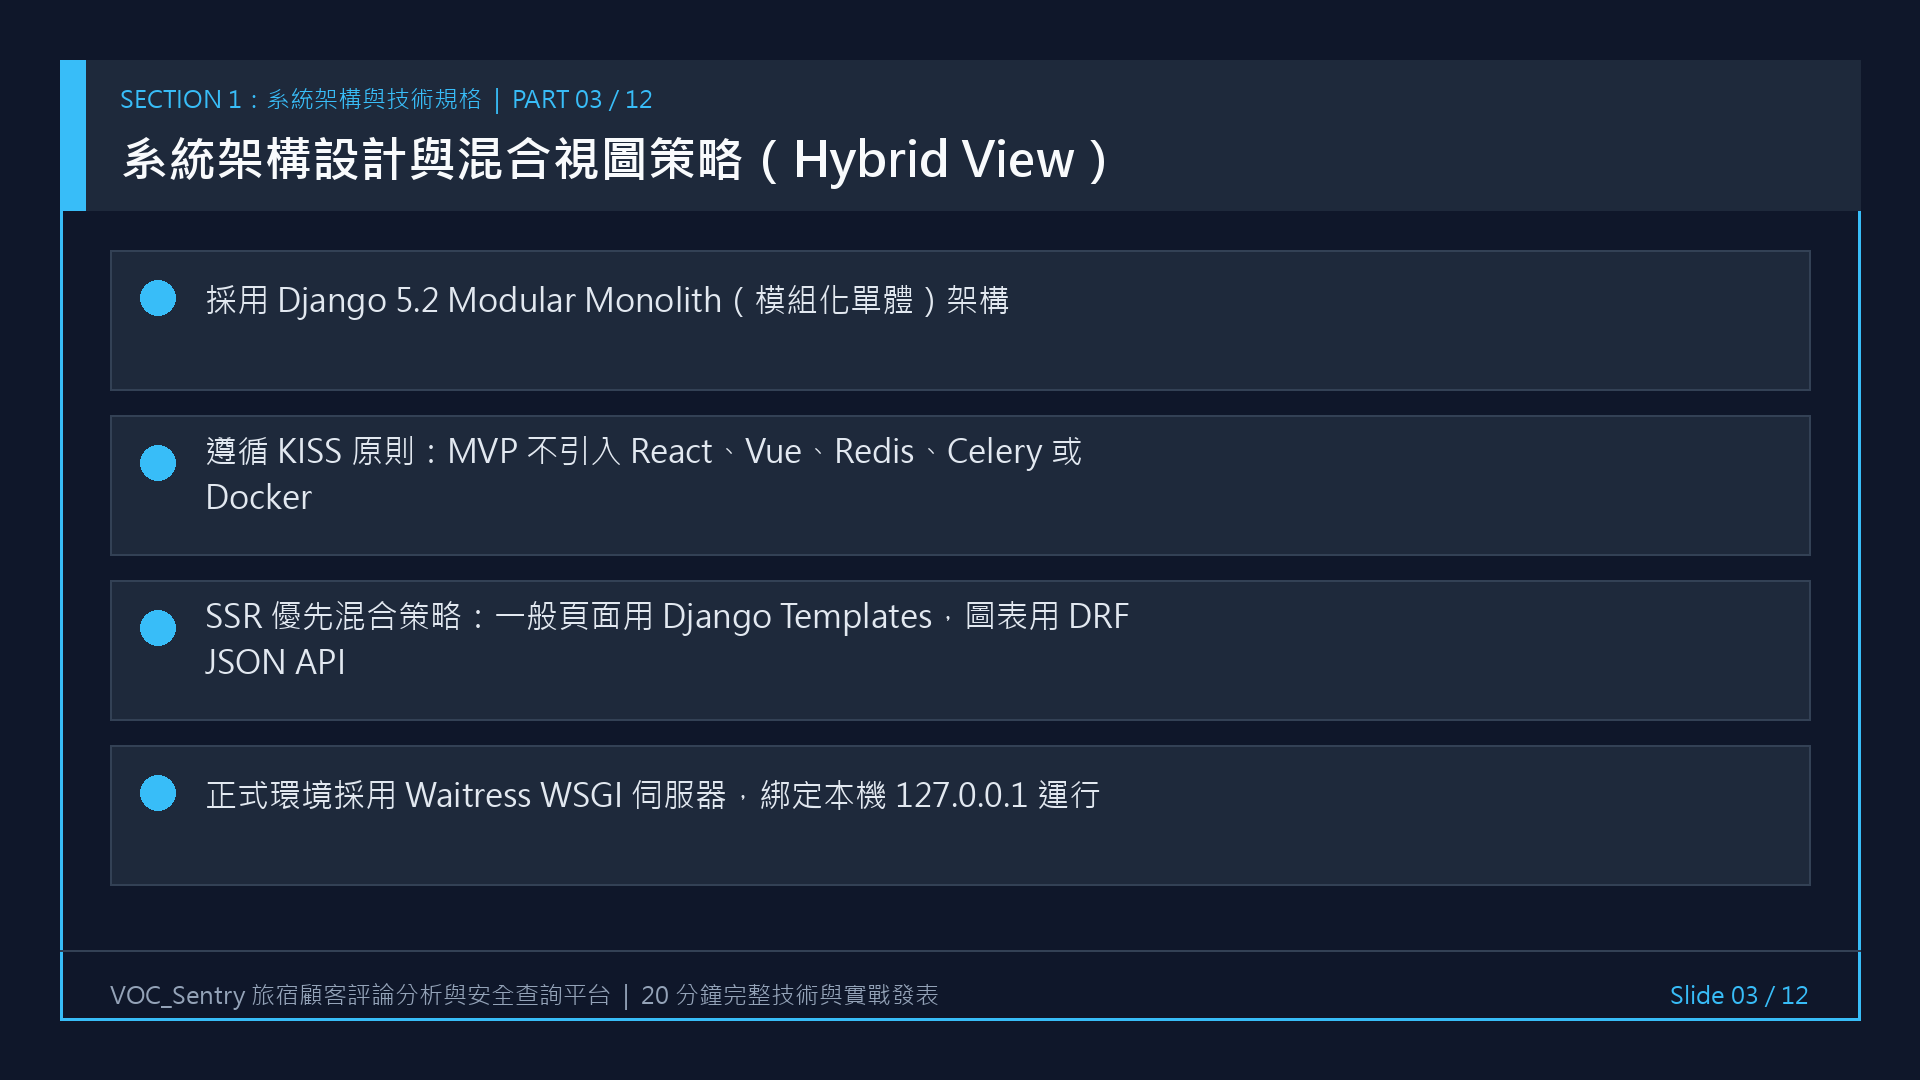 SECTION 1：系統架構與技術規格 | PART 03 / 12
系統架構設計與混合視圖策略（Hybrid View）
採用 Django 5.2 Modular Monolith（模組化單體）架構
遵循 KISS 原則：MVP 不引入 React、Vue、Redis、Celery 或
Docker
SSR 優先混合策略：一般頁面用 Django Templates，圖表用 DRF
JSON API
正式環境採用 Waitress WSGI 伺服器，綁定本機 127.0.0.1 運行
VOC_Sentry 旅宿顧客評論分析與安全查詢平台 | 20 分鐘完整技術與實戰發表
Slide 03 / 12